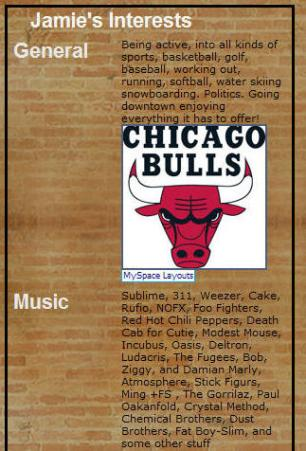 Jamie's Interests
General
Being active, into all kinds of
sports, basketball, golf,
baseball, working out,
running, softball, water skiing
snowboarding. Politics. Going
downtown enjoying
everything it has to offer!
CHICAGO
BULLS
MySpace Layouts
Music
Sublime, 311, Weezer, Cake,
Rufio, NOFX, Foo Fighters,
Red Hot Chili Peppers, Death
Cab for Cutie, Modest Mouse,
Incubus, Oasis, Deltron,
Ludacris, The Fugees, Bob,
Ziggy, and Damian Marly,
Atmosphere, Stick Figurs,
Ming +FS , The Gorrilaz, Paul
Oakanfold, Crystal Method,
Chemical Brothers, Dust
Brothers, Fat Boy-Slim, and
some other stuff